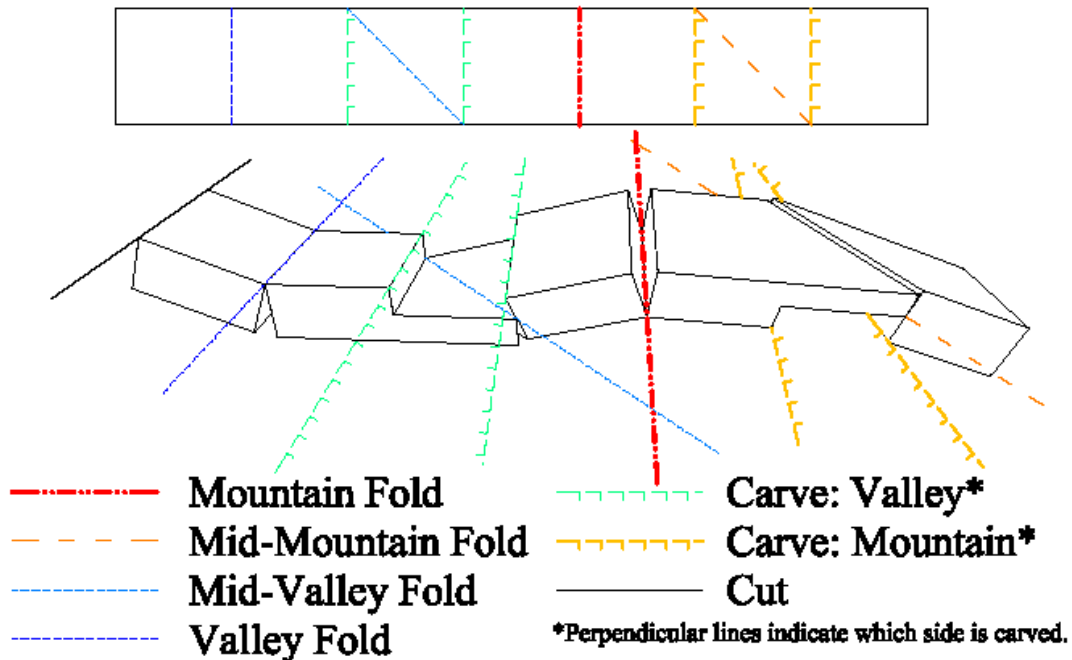 Mountain Fold
Mid-Mountain Fold
Mid-Valley Fold
Valley Fold
Carve: Valley*
Carve: Mountain*
Cut
*Perpendicular lines indicate which side is carved.